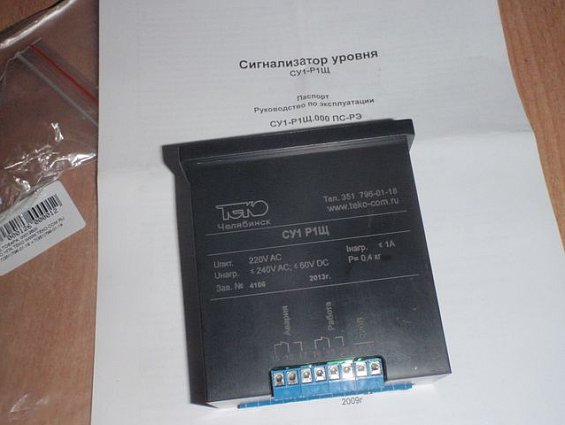 Сигнализатор уровня
СУ1-Р1Щ
Паспорт
Руководство по эксплуатации
СУ1-Р1Щ.000 ПС-РЭ
ТЕКО
Челябинск
Тел. 351 796-01-18
www.teko-com.ru
СУ1 Р1Щ
Uпит. 220V AC
Iнагр. ≤ 1A
Uнагр. ≤ 240V AC; ≤ 60V DC
P= 0,4 кг
Зав. № 4166
2013г.
Авария
Работа
2009г